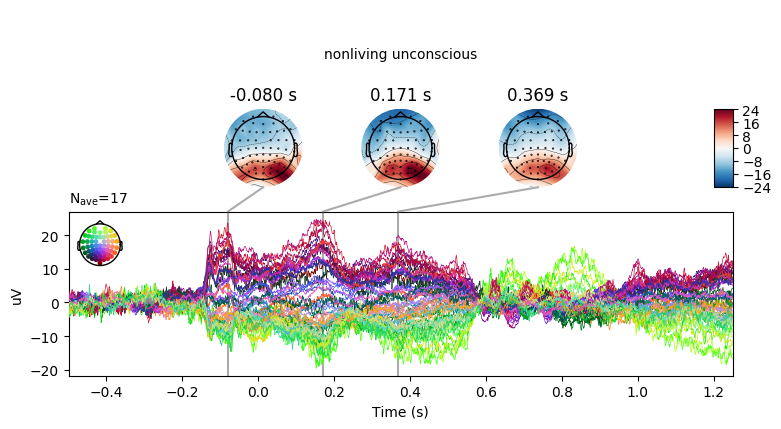 nonliving unconscious
-0.080 s 0.171 s 0.369 s
24
16
8
0
−8
−16
−24
Nave=17
20
10
0
−10
−20
uV
−0.4 −0.2 0.0 0.2 0.4 0.6 0.8 1.0 1.2
Time (s)